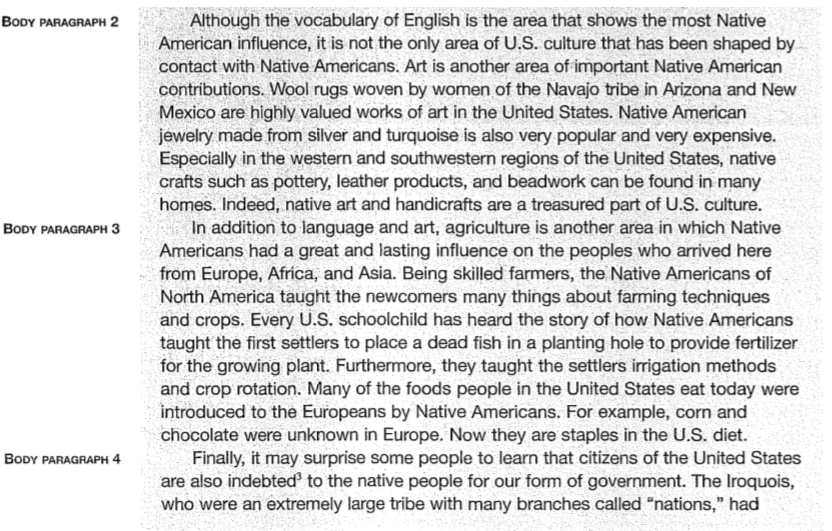 BODY PARAGRAPH 2
Although the vocabulary of English is the area that shows the most Native
American influence, it is not the only area of U.S. culture that has been shaped by
contact with Native Americans. Art is another area of important Native American
contributions. Wool rugs woven by women of the Navajo tribe in Arizona and New
Mexico are highly valued works of art in the United States. Native American
jewelry made from silver and turquoise is also very popular and very expensive.
Especially in the western and southwestern regions of the United States, native
crafts such as pottery, leather products, and beadwork can be found in many
homes. Indeed, native art and handicrafts are a treasured part of U.S. culture.
BODY PARAGRAPH 3
In addition to language and art, agriculture is another area in which Native
Americans had a great and lasting influence on the peoples who arrived here
from Europe, Africa, and Asia. Being skilled farmers, the Native Americans of
North America taught the newcomers many things about farming techniques
and crops. Every U.S. schoolchild has heard the story of how Native Americans
taught the first settlers to place a dead fish in a planting hole to provide fertilizer
for the growing plant. Furthermore, they taught the settlers irrigation methods
and crop rotation. Many of the foods people in the United States eat today were
introduced to the Europeans by Native Americans. For example, corn and
chocolate were unknown in Europe. Now they are staples in the U.S. diet.
BODY PARAGRAPH 4
Finally, it may surprise some people to learn that citizens of the United States
are also indebted³ to the native people for our form of government. The Iroquois,
who were an extremely large tribe with many branches called “nations,” had